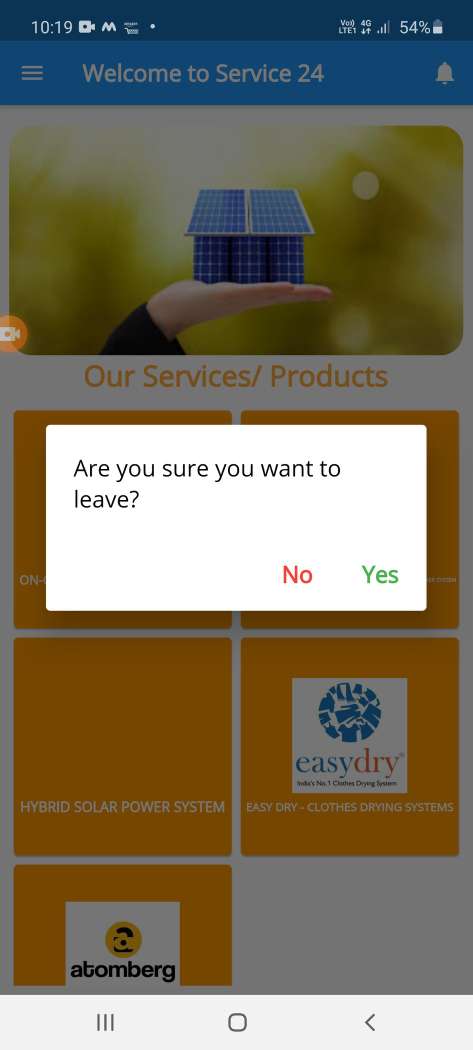 10:19
Vo))
LTE1
4G
54%
Welcome to Service 24
Our Services/ Products
Are you sure you want to
leave?
No
Yes
ON-
SYSTEM
HYBRID SOLAR POWER SYSTEM
easydry®
India's No.1 Clothes Drying System
EASY DRY - CLOTHES DRYING SYSTEMS
atomberg